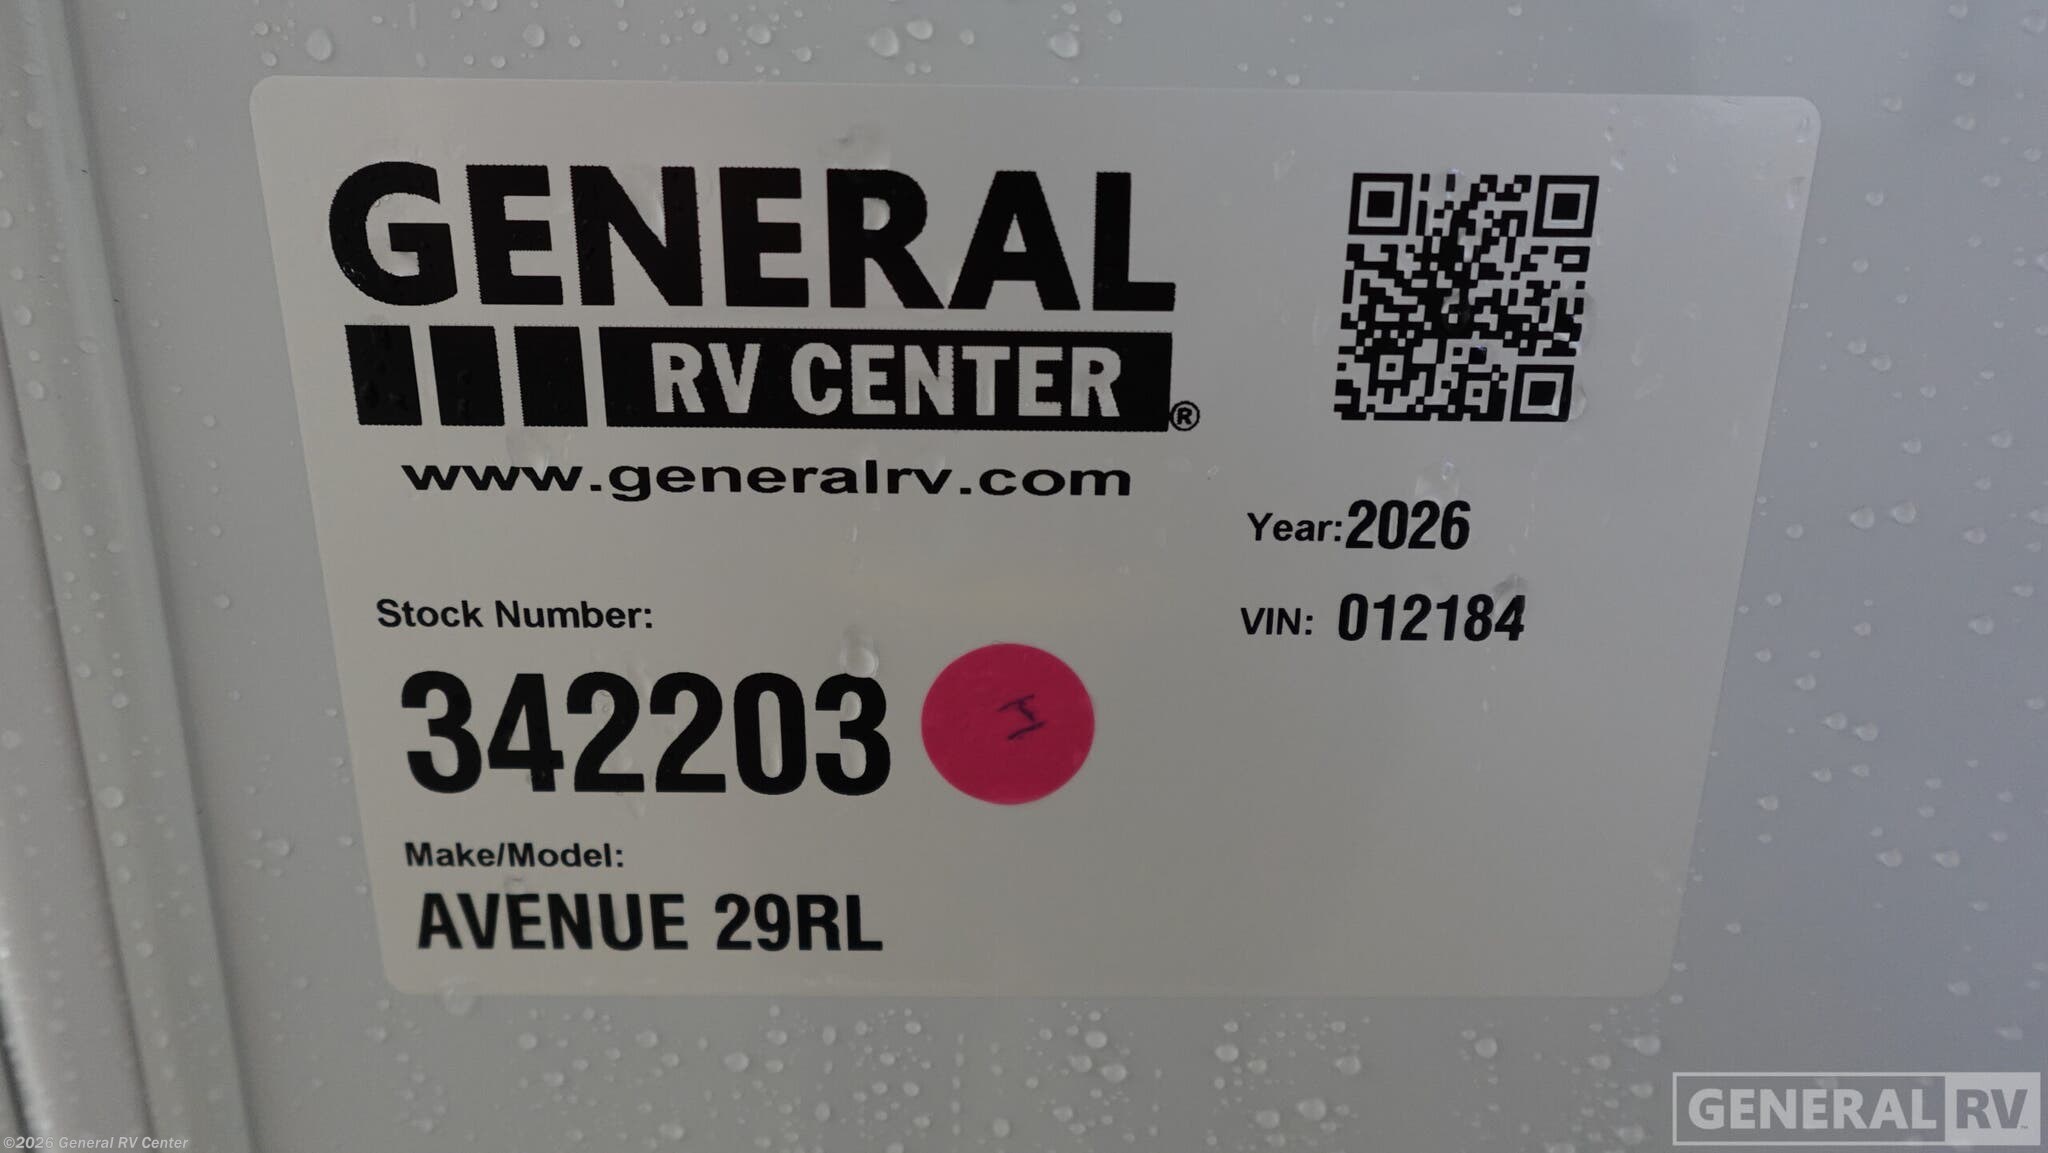 GENERAL
RV CENTER®
www.generalrv.com
Year: 2026
VIN: 012184
Stock Number:
342203
H
Make/Model:
AVENUE 29RL
GENERAL RV™
©2026 General RV Center